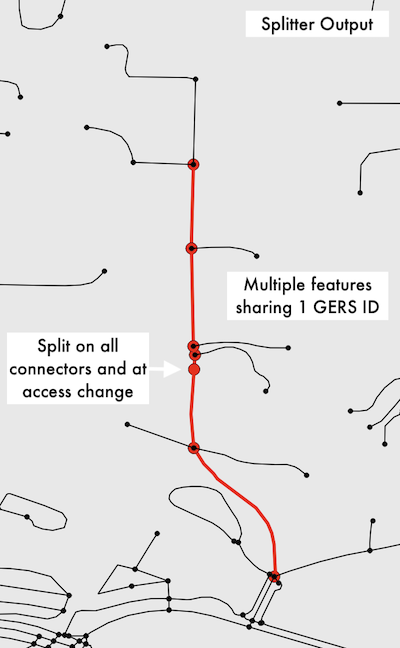 Splitter Output
Multiple features
sharing 1 GERS ID
Split on all
connectors and at
access change